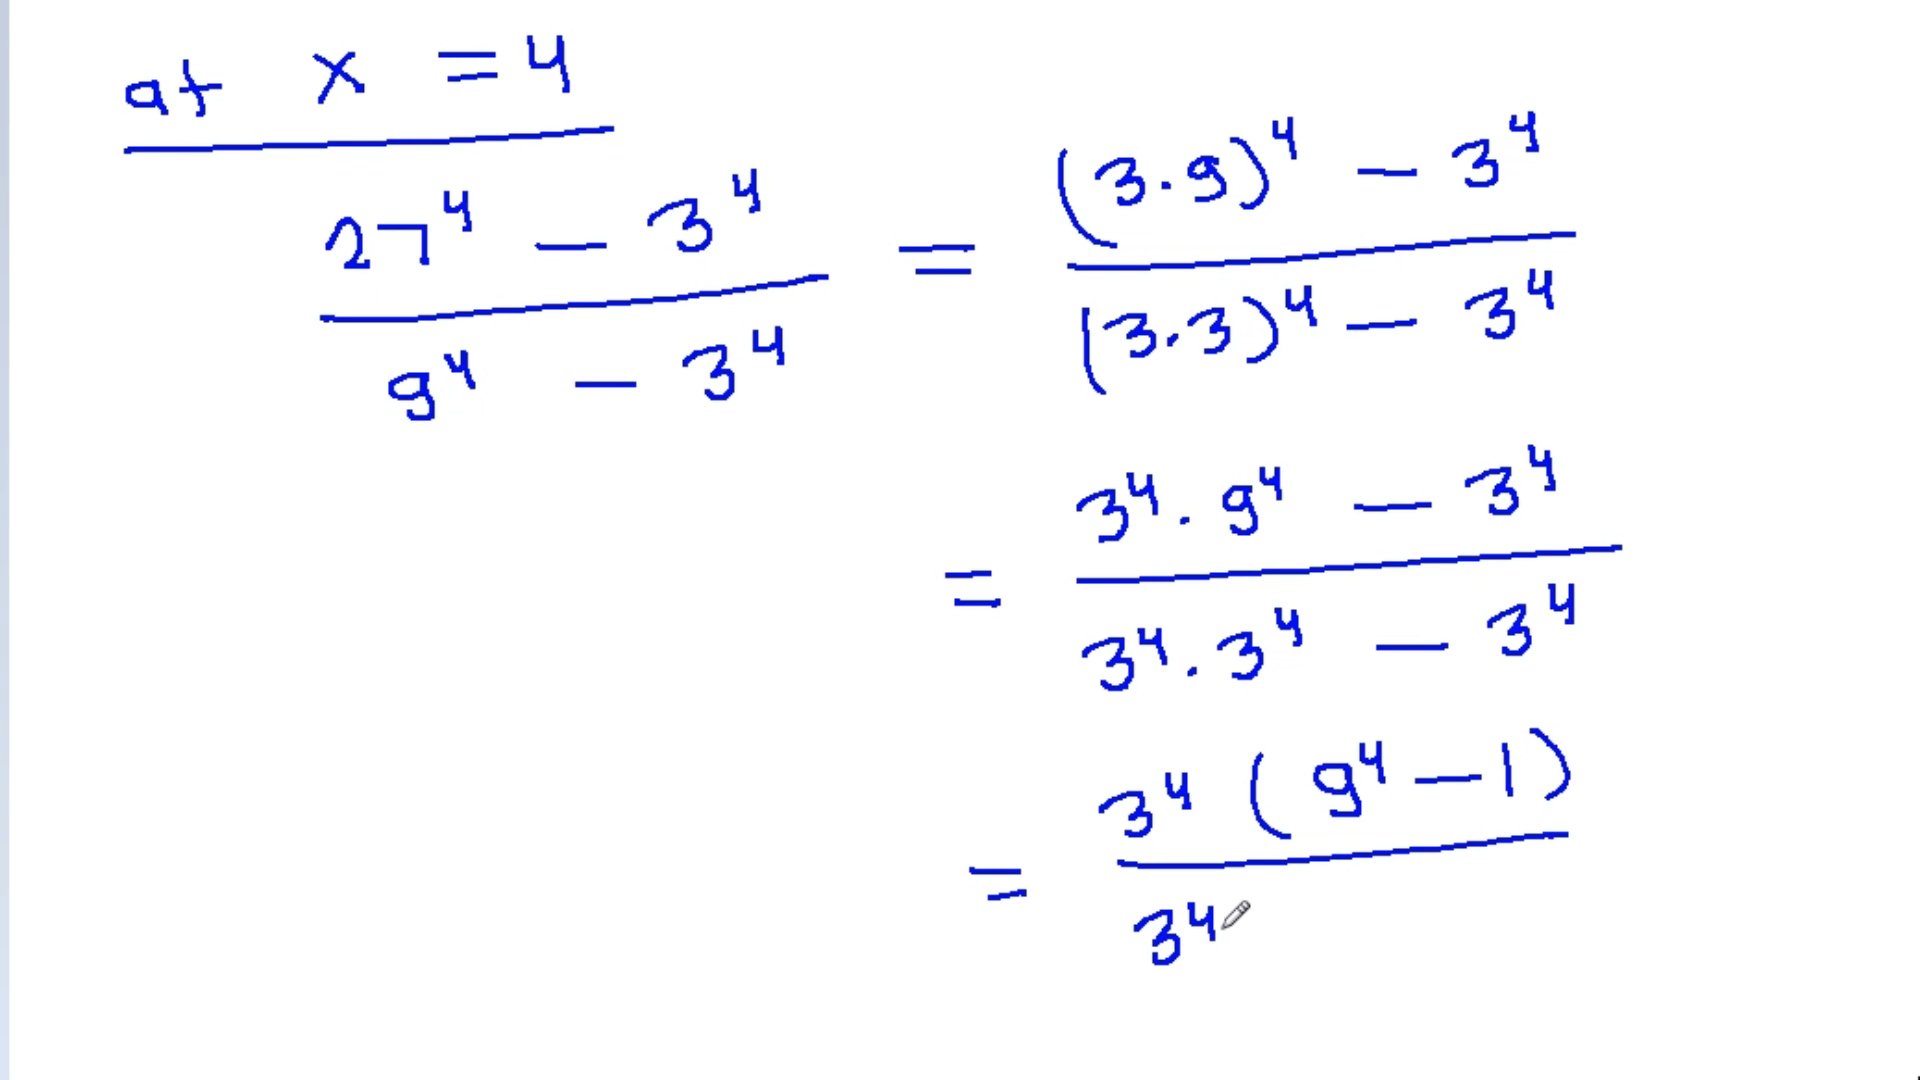 at x = 4
27^4 - 3^4 / 9^4 - 3^4 = (3.9)^4 - 3^4 / (3.3)^4 - 3^4
= 3^4 . 9^4 - 3^4 / 3^4 . 3^4 - 3^4
= 3^4 (9^4 - 1) / 3^4